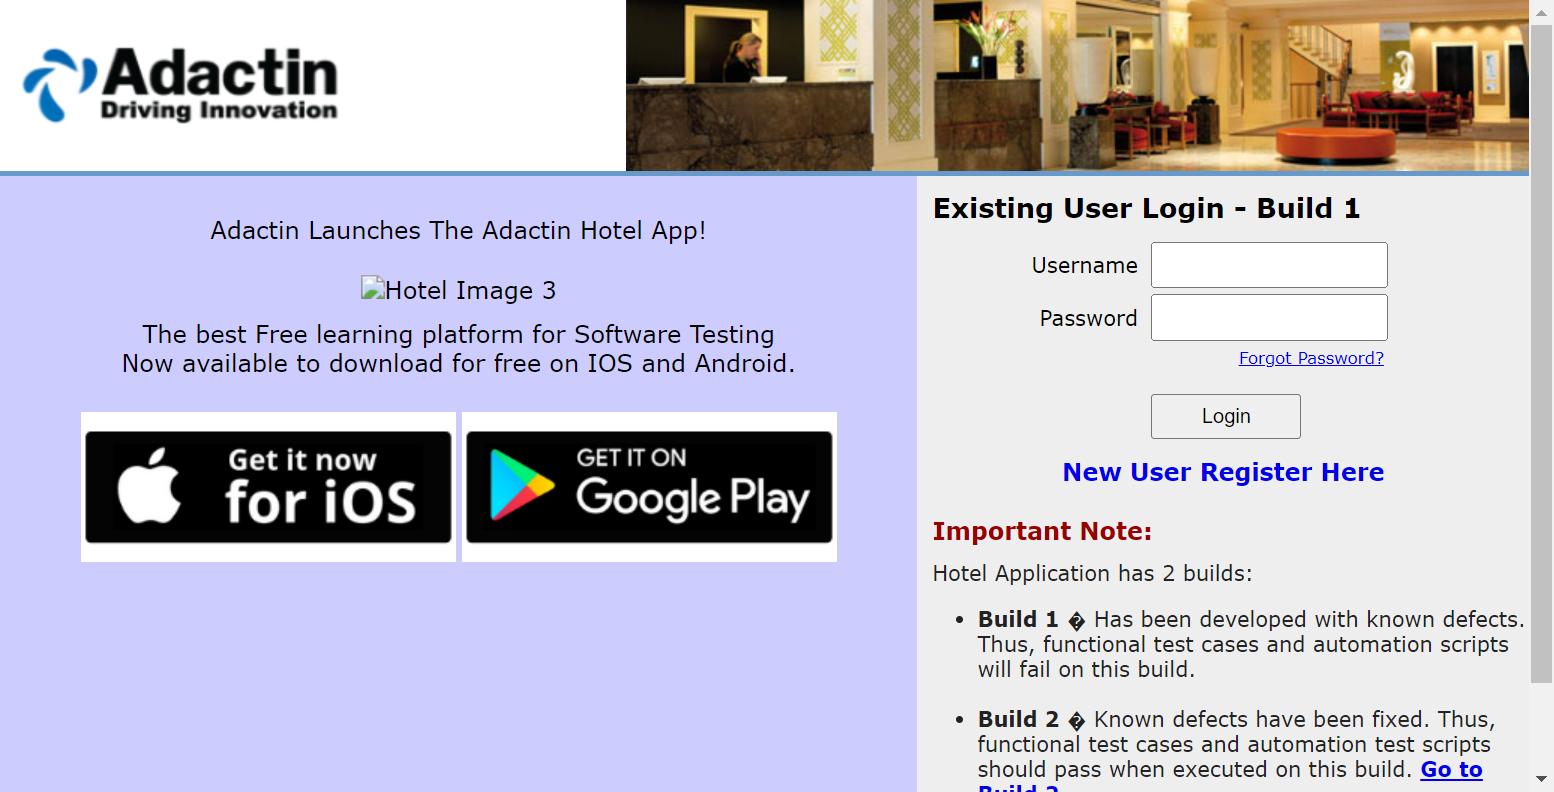 Adactin
Driving Innovation
Adactin Launches The Adactin Hotel App!
Hotel Image 3
The best Free learning platform for Software Testing
Now available to download for free on IOS and Android.
Get it now
for iOS
GET IT ON
Google Play
Existing User Login - Build 1
Username
Password
Forgot Password?
Login
New User Register Here
Important Note:
Hotel Application has 2 builds:
• Build 1 � Has been developed with known defects.
Thus, functional test cases and automation scripts
will fail on this build.
• Build 2 � Known defects have been fixed. Thus,
functional test cases and automation test scripts
should pass when executed on this build. Go to
Build 2